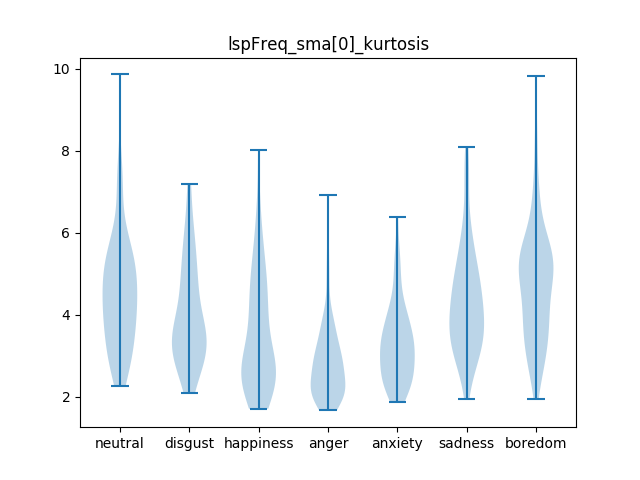 lspFreq_sma[0]_kurtosis
10
8
6
4
2
neutral disgust happiness anger anxiety sadness boredom